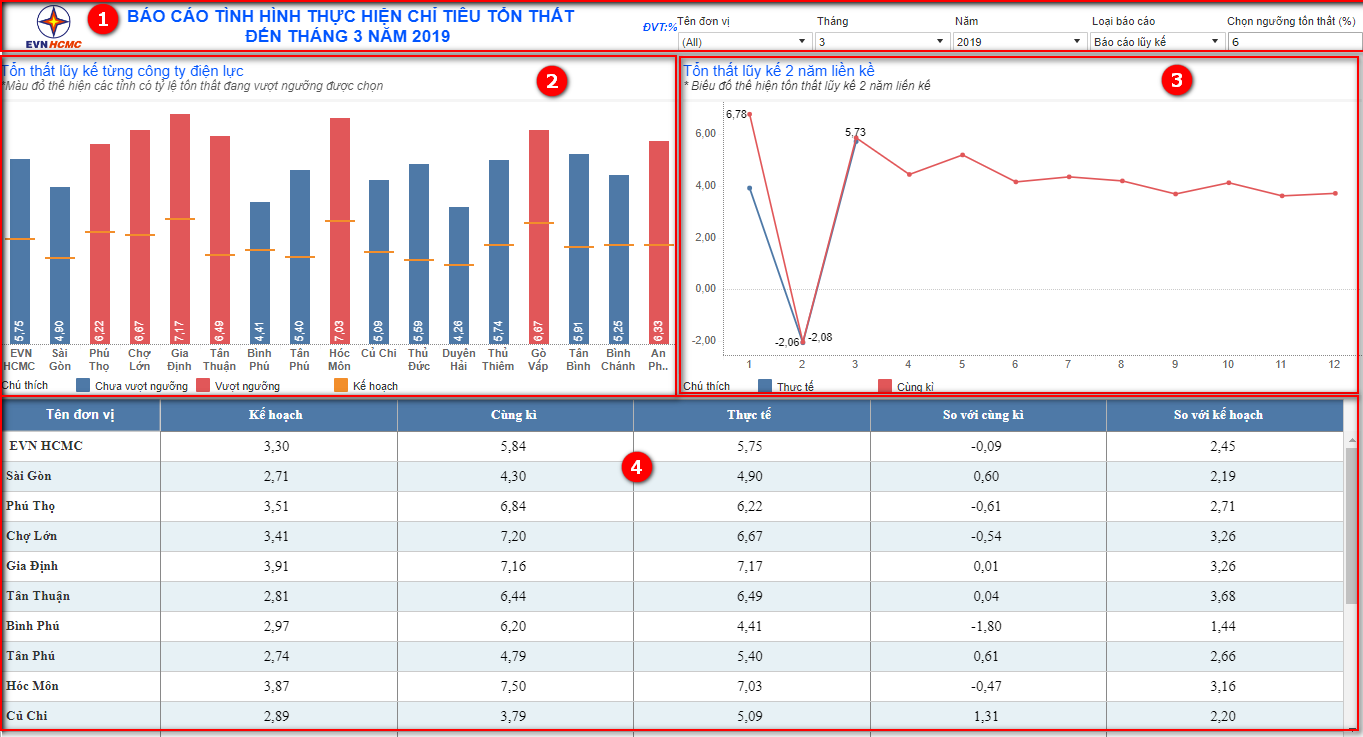 EVNHCMC
1
BÁO CÁO TÌNH HÌNH THỰC HIỆN CHỈ TIÊU TỔN THẤT
ĐẾN THÁNG 3 NĂM 2019
ĐVT:%
Tên đơn vị
(All)
Tháng
3
Năm
2019
Loại báo cáo
Báo cáo lũy kế
Chọn ngưỡng tổn thất (%)
6
Tổn thất lũy kế từng công ty điện lực
*Màu đỏ thể hiện các tỉnh có tỷ lệ tổn thất đang vượt ngưỡng được chọn
2
5,75 4,90 6,22 6,67 7,17 6,49 4,41 5,40 7,03 5,09 5,59 4,26 5,74 6,67 5,91 5,25 6,33
EVN Sài Phú Chợ Gia Tân Bình Tân Hóc Củ Chi Thủ Duyên Thủ Gò Tân Bình An
HCMC Gòn Thọ Lớn Định Thuận Phú Phú Môn Đức Hải Thiêm Vấp Bình Chánh Ph..
Chú thích Chưa vượt ngưỡng Vượt ngưỡng Kế hoạch
Tổn thất lũy kế 2 năm liền kề
* Biểu đồ thể hiện tổn thất lũy kế 2 năm liền kề
3
6,78
5,73
6,00
4,00
2,00
0,00
-2,00
-2,06
-2,08
1 2 3 4 5 6 7 8 9 10 11 12
Chú thích Thực tế Cùng kì
4
Tên đơn vị Kế hoạch Cùng kì Thực tế So với cùng kì So với kế hoạch
EVN HCMC 3,30 5,84 5,75 -0,09 2,45
Sài Gòn 2,71 4,30 4,90 0,60 2,19
Phú Thọ 3,51 6,84 6,22 -0,61 2,71
Chợ Lớn 3,41 7,20 6,67 -0,54 3,26
Gia Định 3,91 7,16 7,17 0,01 3,26
Tân Thuận 2,81 6,44 6,49 0,04 3,68
Bình Phú 2,97 6,20 4,41 -1,80 1,44
Tân Phú 2,74 4,79 5,40 0,61 2,66
Hóc Môn 3,87 7,50 7,03 -0,47 3,16
Củ Chi 2,89 3,79 5,09 1,31 2,20